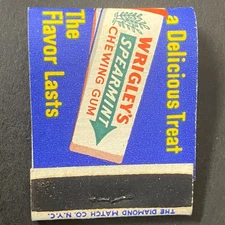 a Delicious Treat
WRIGLEY'S
SPEARMINT
CHEWING GUM
The
Flavor Lasts
THE DIAMOND MATCH CO. N.Y.C.